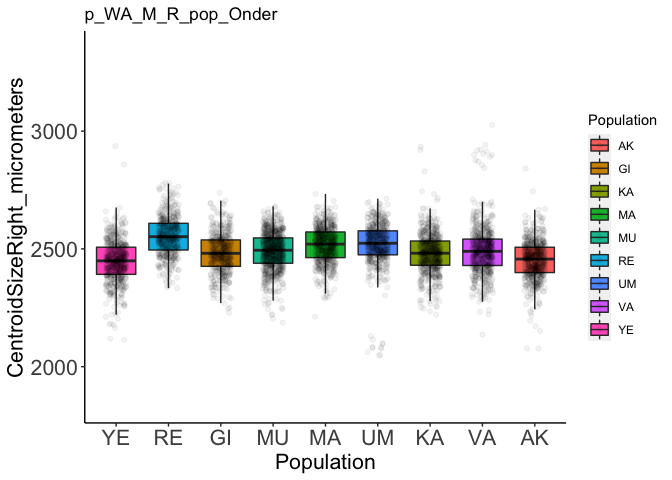 p_WA_M_R_pop_Onder
CentroidSizeRight_micrometers
3000
2500
2000
YE RE GI MU MA UM KA VA AK
Population
Population
AK
GI
KA
MA
MU
RE
UM
VA
YE